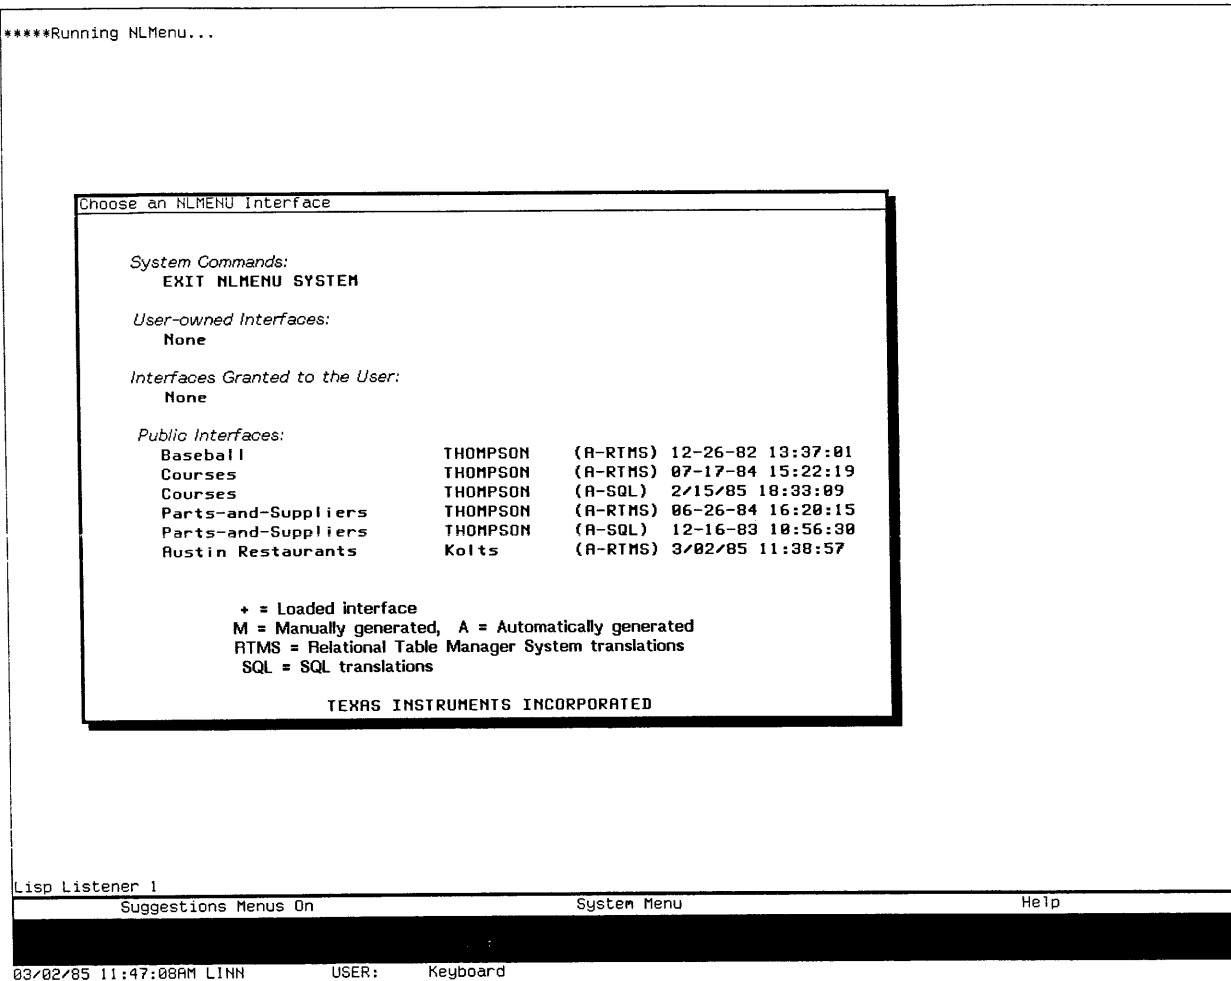 *****Running NLMenu...
Choose an NLMENU Interface
System Commands:
EXIT NLMENU SYSTEM
User-owned Interfaces:
None
Interfaces Granted to the User:
None
Public Interfaces:
Baseball THOMPSON (A-RTMS) 12-26-82 13:37:01
Courses THOMPSON (A-RTMS) 07-17-84 15:22:19
Courses THOMPSON (A-SQL) 2/15/85 18:33:09
Parts-and-Suppliers THOMPSON (A-RTMS) 06-26-84 16:20:15
Parts-and-Suppliers THOMPSON (A-SQL) 12-16-83 10:56:30
Austin Restaurants Kolts (A-RTMS) 3/02/85 11:38:57
+ = Loaded interface
M = Manually generated, A = Automatically generated
RTMS = Relational Table Manager System translations
SQL = SQL translations
TEXAS INSTRUMENTS INCORPORATED
Lisp Listener 1
Suggestions Menus On System Menu Help
03/02/85 11:47:08AM LINN USER: Keyboard